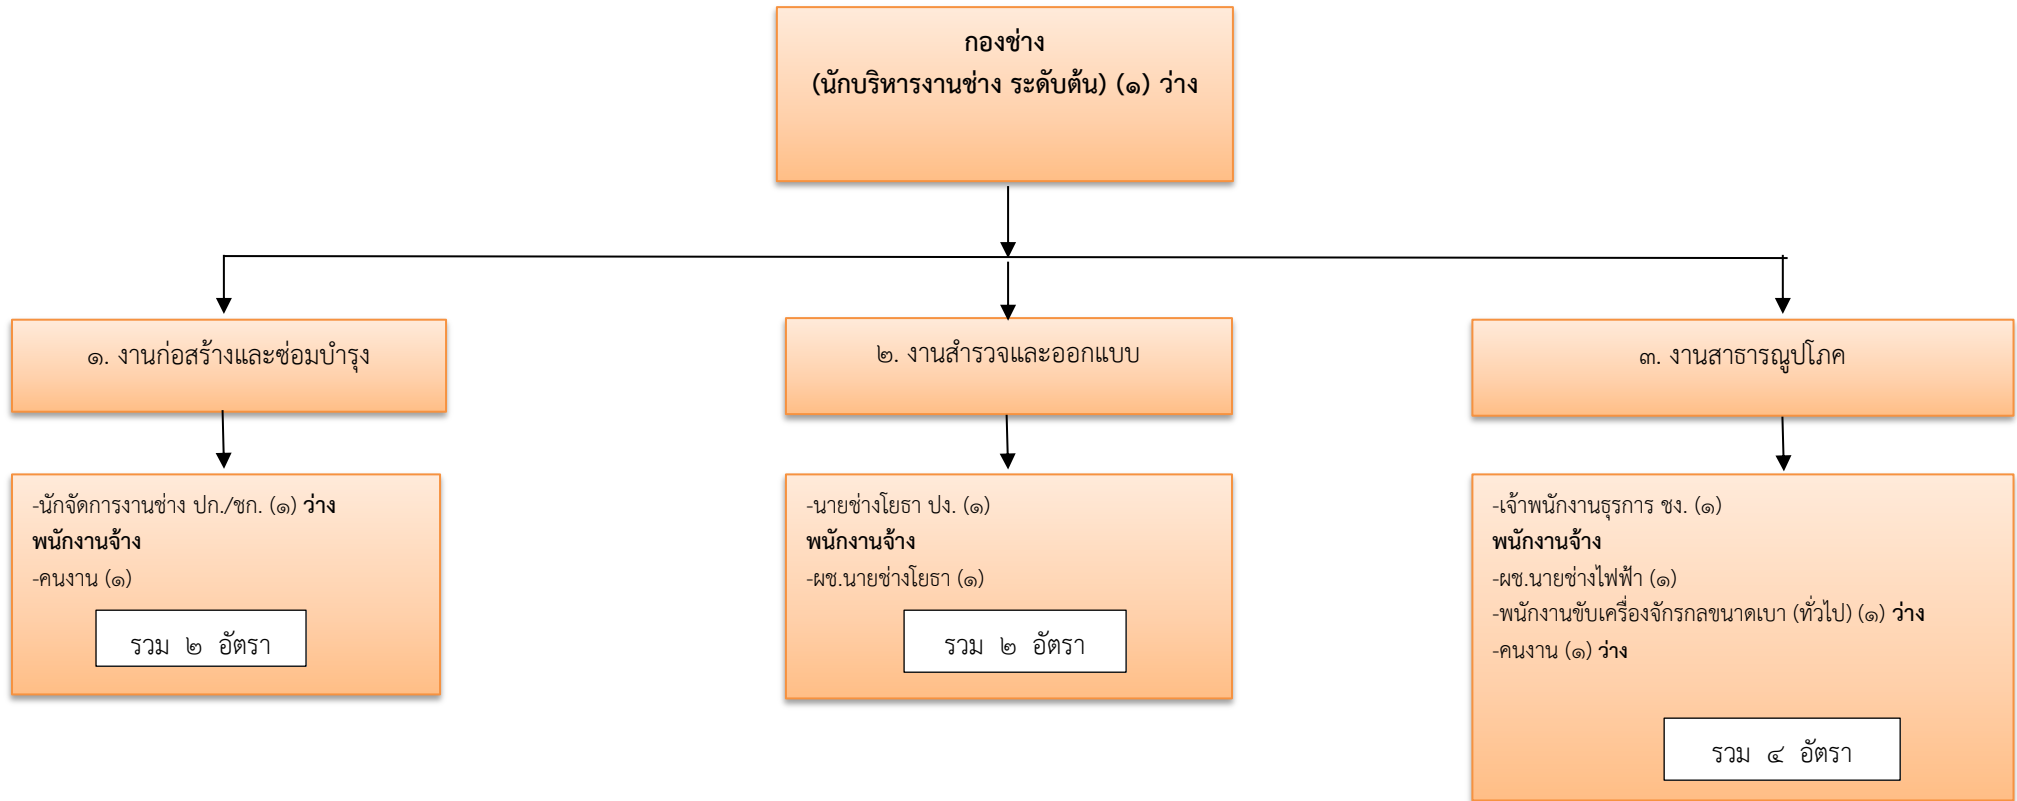 กองช่าง
(นักบริหารงานช่าง ระดับต้น) (๑) ว่าง
๑. งานก่อสร้างและซ่อมบำรุง
๒. งานสำรวจและออกแบบ
๓. งานสาธารณูปโภค
-นักจัดการงานช่าง ปก./ชก. (๑) ว่าง
พนักงานจ้าง
-คนงาน (๑)
รวม ๒ อัตรา
-นายช่างโยธา ปง. (๑)
พนักงานจ้าง
-ผช.นายช่างโยธา (๑)
รวม ๒ อัตรา
-เจ้าพนักงานธุรการ ชง. (๑)
พนักงานจ้าง
-ผช.นายช่างไฟฟ้า (๑)
-พนักงานขับเครื่องจักรกลขนาดเบา (ทั่วไป) (๑) ว่าง
-คนงาน (๑) ว่าง
รวม ๔ อัตรา